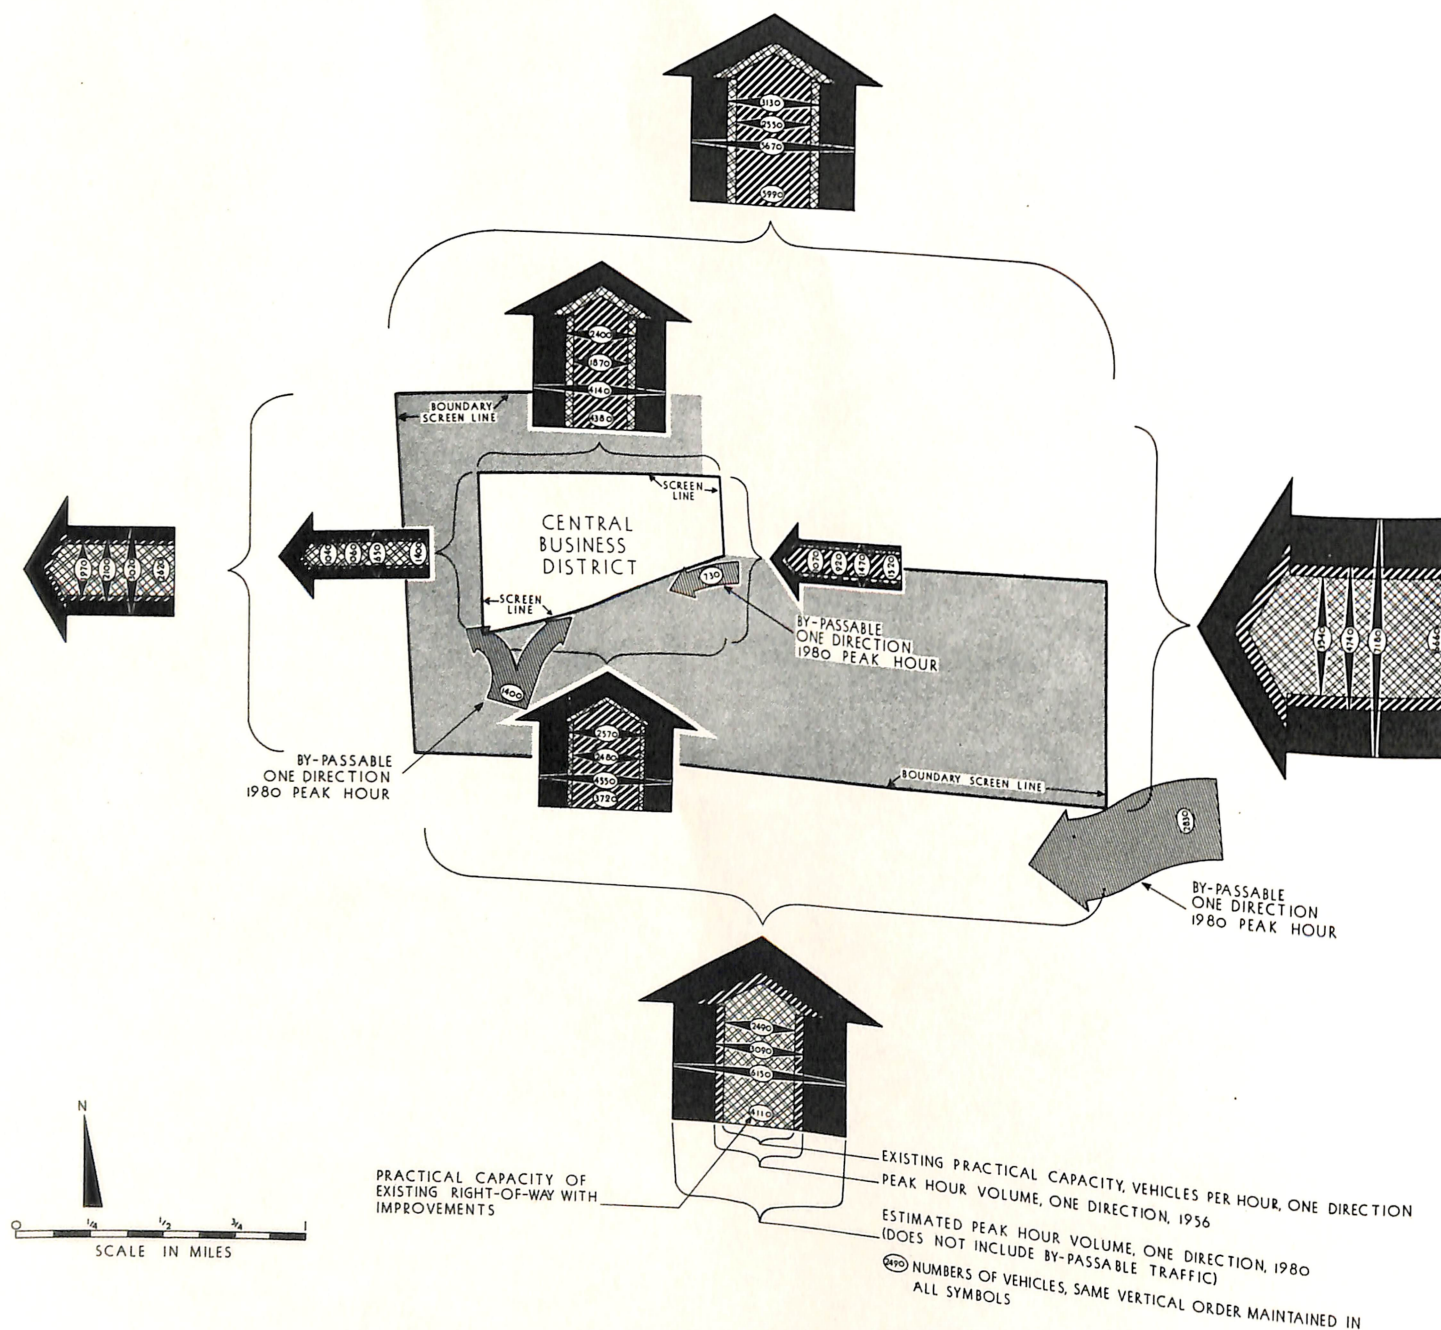 3130
2530
5670
5990
2400
1870
4140
4380
BOUNDARY
SCREEN LINE
SCREEN
LINE
CENTRAL
BUSINESS
DISTRICT
SCREEN
LINE
730
BY-PASSABLE
ONE DIRECTION
1980 PEAK HOUR
1400
BY-PASSABLE
ONE DIRECTION
1980 PEAK HOUR
2570
2480
4550
3720
BOUNDARY SCREEN LINE
4740
7180
2830
BY-PASSABLE
ONE DIRECTION
1980 PEAK HOUR
2490
3090
6150
4110
N
0 1/4 1/2 3/4 1
SCALE IN MILES
PRACTICAL CAPACITY OF
EXISTING RIGHT-OF-WAY WITH
IMPROVEMENTS
EXISTING PRACTICAL CAPACITY, VEHICLES PER HOUR, ONE DIRECTION
PEAK HOUR VOLUME, ONE DIRECTION, 1956
ESTIMATED PEAK HOUR VOLUME, ONE DIRECTION, 1980
(DOES NOT INCLUDE BY-PASSABLE TRAFFIC)
2490 NUMBERS OF VEHICLES, SAME VERTICAL ORDER MAINTAINED IN
ALL SYMBOLS